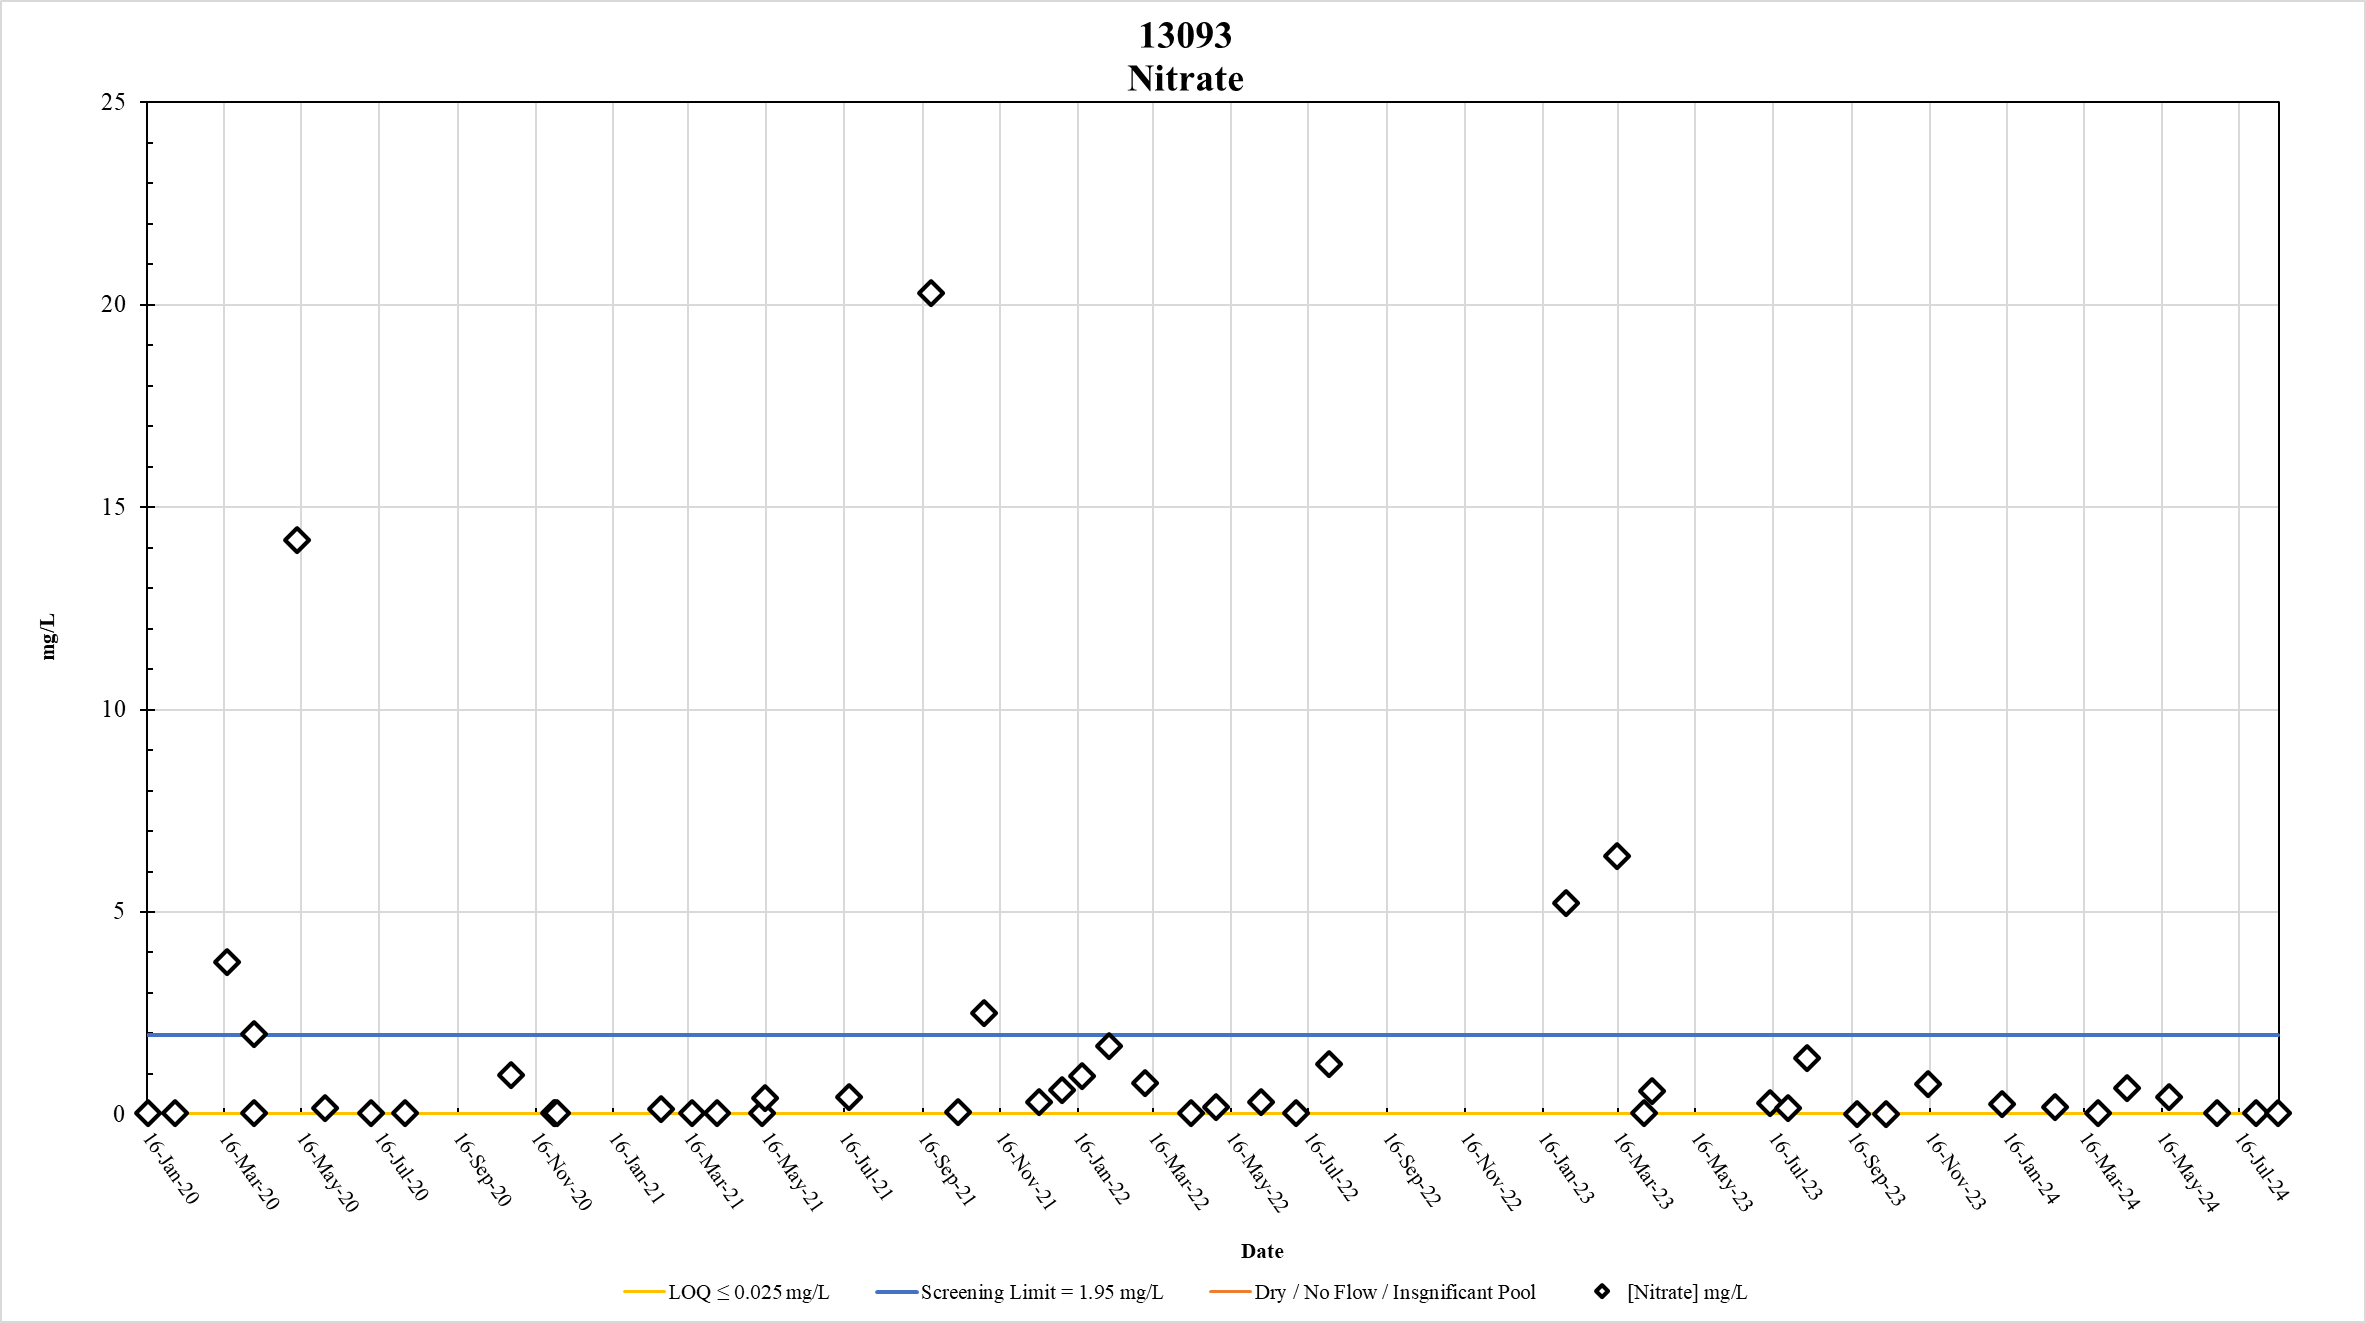 13093
Nitrate
25
20
15
10
5
0
mg/L
16-Jan-20
16-Mar-20
16-May-20
16-Jul-20
16-Sep-20
16-Nov-20
16-Jan-21
16-Mar-21
16-May-21
16-Jul-21
16-Sep-21
16-Nov-21
16-Jan-22
16-Mar-22
16-May-22
16-Jul-22
16-Sep-22
16-Nov-22
16-Jan-23
16-Mar-23
16-May-23
16-Jul-23
16-Sep-23
16-Nov-23
16-Jan-24
16-Mar-24
16-May-24
16-Jul-24
Date
LOQ ≤ 0.025 mg/L
Screening Limit = 1.95 mg/L
Dry / No Flow / Insgnificant Pool
[Nitrate] mg/L